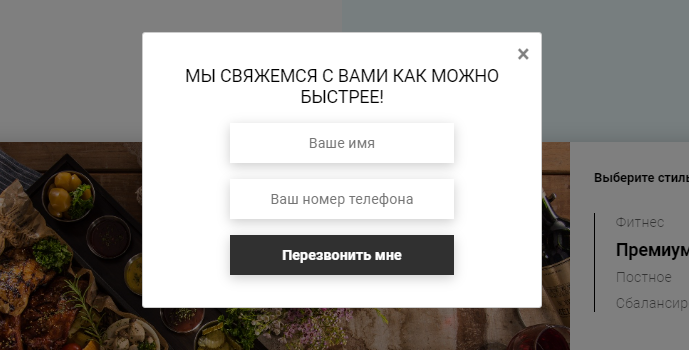 ×
МЫ СВЯЖЕМСЯ С ВАМИ КАК МОЖНО
БЫСТРЕЕ!
Ваше имя
Ваш номер телефона
Перезвонить мне
Выберите стиль
Фитнес
Премиум
Постное
Сбалансир